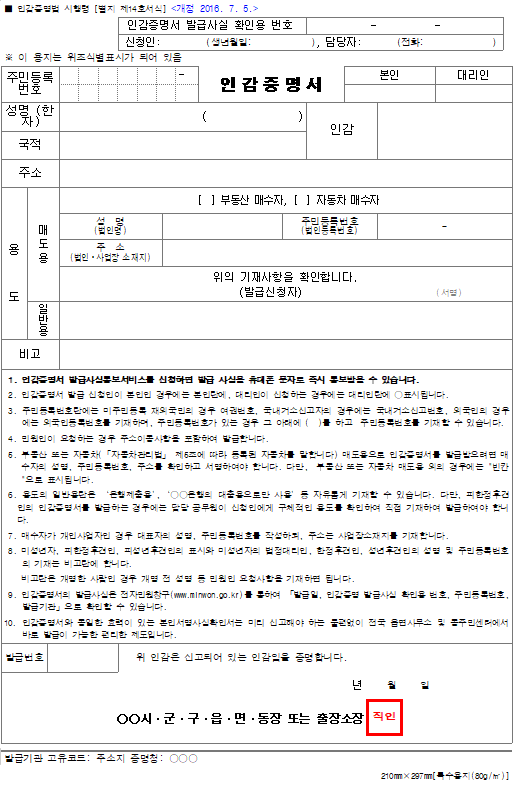 ■ 인감증명법 시행령 [별지 제14호서식] <개정 2016. 7. 5.>
인감증명서 발급사실 확인용 번호 - -
신청인: (생년월일: ), 담당자: (전화: )
※ 이 용지는 위조식별표시가 되어 있음
주민등록번호 -
인감증명서
본인 대리인
성명 (한자) ( )
인감
국적
주소
용도
매도용
[ ] 부동산 매수자, [ ] 자동차 매수자
성 명
(법인명)
주민등록번호
(법인등록번호)
-
주 소
(법인·사업장 소재지)
위의 기재사항을 확인합니다.
(발급신청자) (서명)
일반용
비고
1. 인감증명서 발급사실통보서비스를 신청하면 발급 사실을 휴대폰 문자로 즉시 통보받을 수 있습니다.
2. 인감증명서 발급 신청인이 본인인 경우에는 본인란에, 대리인이 신청하는 경우에는 대리인란에 ○표시됩니다.
3. 주민등록번호란에는 미주민등록 재외국민의 경우 여권번호, 국내거소신고자의 경우에는 국내거소신고번호, 외국인의 경우
에는 외국인등록번호를 기재하며, 주민등록번호가 있는 경우 그 아래에 ( )를 하고 주민등록번호를 기재할 수 있습니다.
4. 민원인이 요청하는 경우 주소이동사항을 포함하여 발급합니다.
5. 부동산 또는 자동차(「자동차관리법」 제5조에 따라 등록된 자동차를 말합니다) 매도용으로 인감증명서를 발급받으려면 매
수자의 성명, 주민등록번호, 주소를 확인하고 서명하여야 합니다. 다만, 부동산 또는 자동차 매도용 외의 경우에는 "빈칸
"으로 표시됩니다.
6. 용도의 일반용란은 '은행제출용', '○○은행의 대출용으로만 사용' 등 자유롭게 기재할 수 있습니다. 다만, 피한정후견
인의 인감증명서를 발급하는 경우에는 담당 공무원이 신청인에게 구체적인 용도를 확인하여 직접 기재하여 발급하여야 합니
다.
7. 매수자가 개인사업자인 경우 대표자의 성명, 주민등록번호를 작성하되, 주소는 사업장소재지를 기재합니다.
8. 미성년자, 피한정후견인, 피성년후견인의 표시와 미성년자의 법정대리인, 한정후견인, 성년후견인의 성명 및 주민등록번호
의 기재는 비고란에 합니다.
비고란은 개명한 사람인 경우 개명 전 성명 등 민원인 요청사항을 기재하면 됩니다.
9. 인감증명서의 발급사실은 전자민원창구(www.minwon.go.kr)를 통하여 「발급일, 인감증명 발급사실 확인용 번호, 주민등록번호,
발급기관」으로 확인할 수 있습니다.
10. 인감증명서와 동일한 효력이 있는 본인서명사실확인서는 미리 신고해야 하는 불편없이 전국 읍면사무소 및 동주민센터에서
바로 발급이 가능한 편리한 제도입니다.
발급번호
위 인감은 신고되어 있는 인감임을 증명합니다.
년 월 일
○○시·군·구·읍·면·동장 또는 출장소장 직인
발급기관 고유코드: 주소지 증명청: ○○○
210㎜×297㎜[특수용지(80g/㎡)]